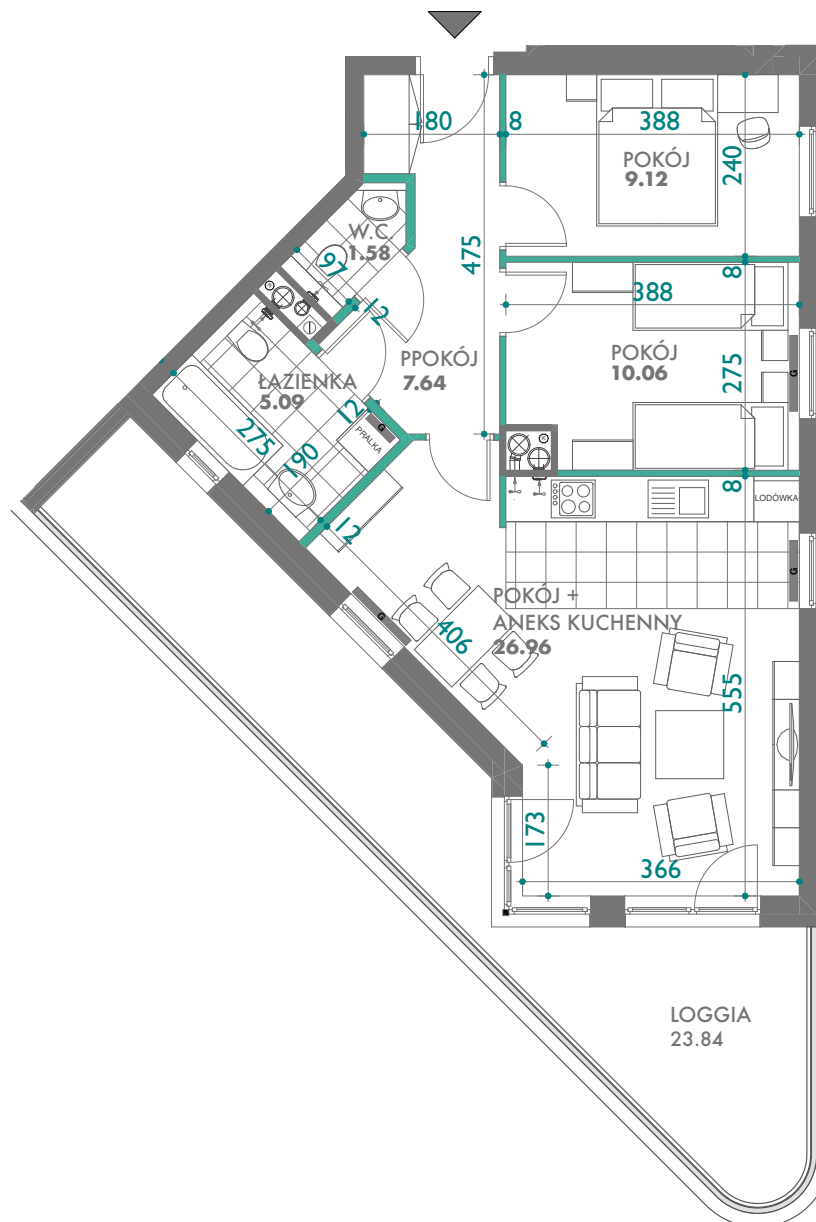 180
8
388
POKÓJ
9.12
240
W.C.
1.58
97
475
8
388
12
POKÓJ
10.06
275
PPOKÓJ
7.64
ŁAZIENKA
5.09
12
G
PRALKA
275
190
G
8
LODÓWKA
12
G
POKÓJ +
ANEKS KUCHENNY
26.96
G
406
555
173
366
LOGGIA
23.84